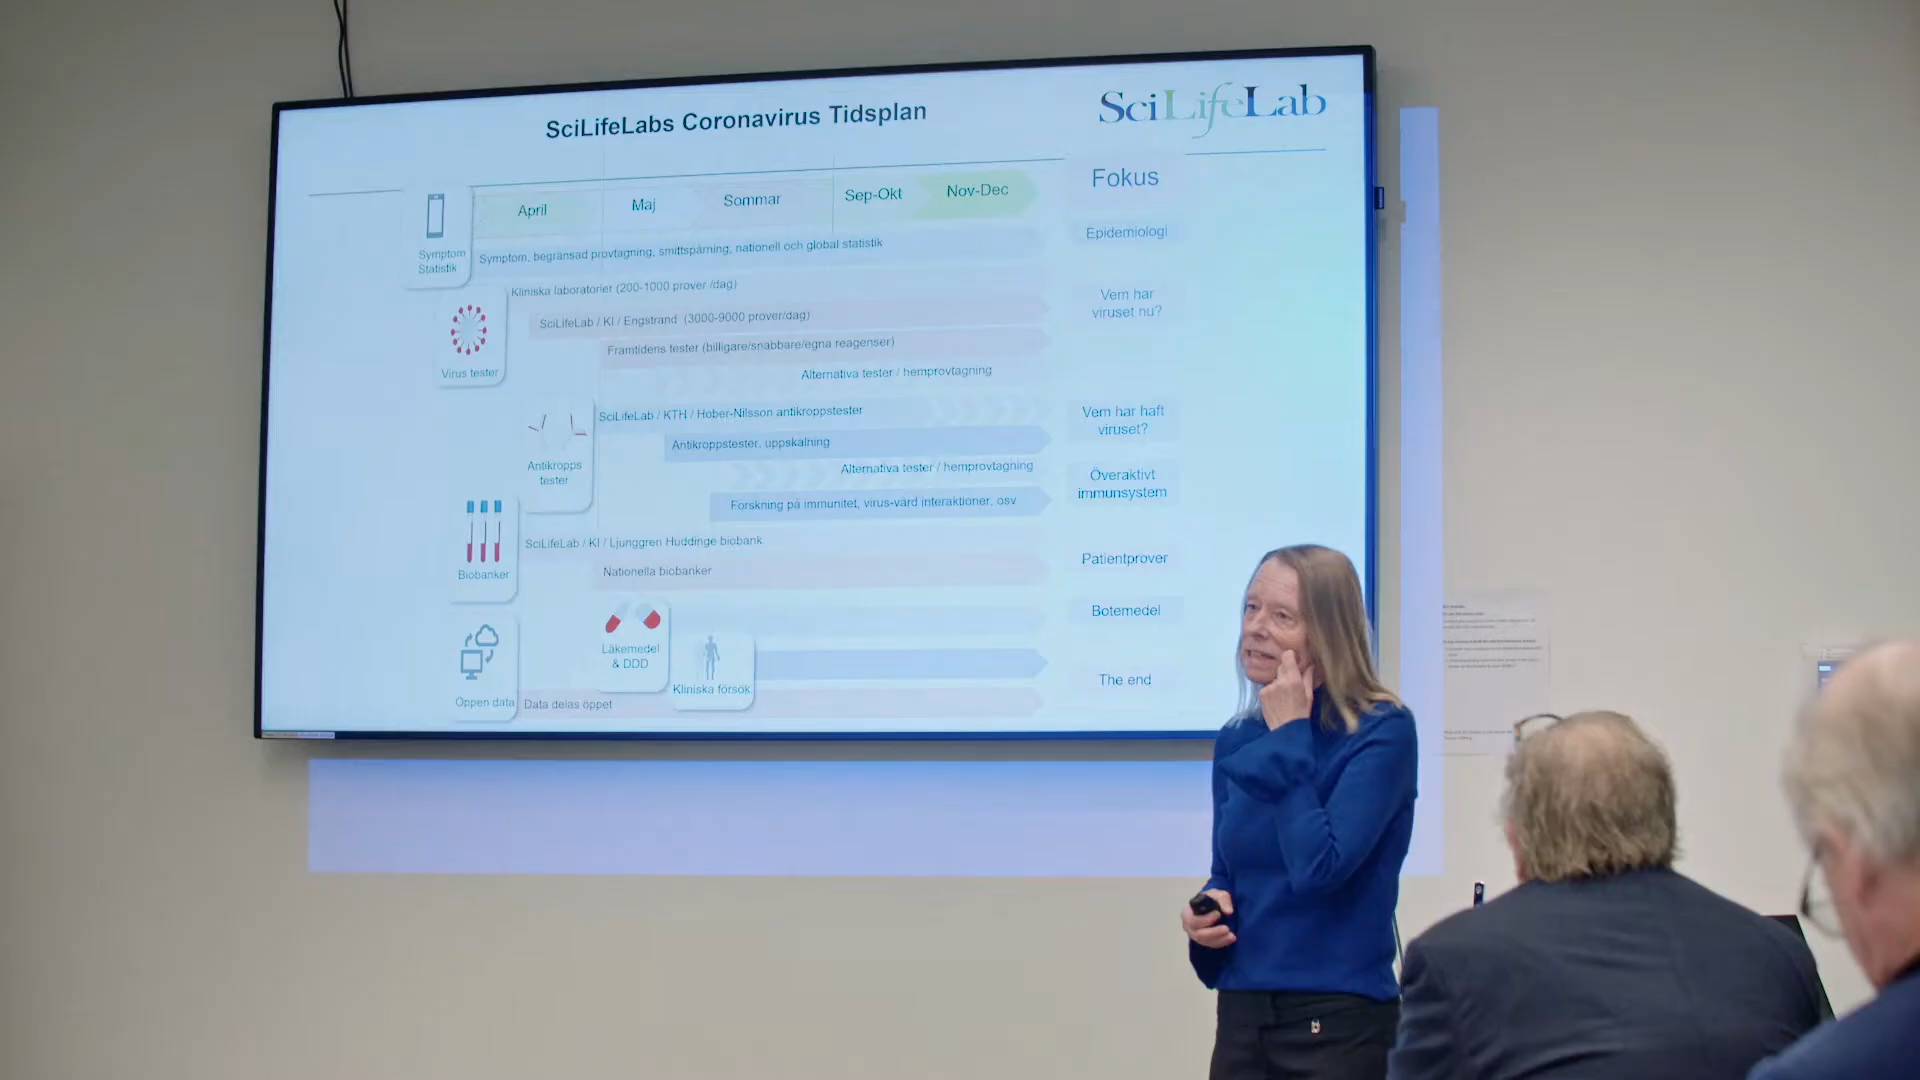 SciLifeLabs Coronavirus Tidsplan
SciLifeLab
April
Maj
Sommar
Sep-Okt
Nov-Dec
Fokus
Symptom
Statistik
Symptom, begränsad provtagning, smittspårning, nationell och global statistik
Epidemiologi
Kliniska laboratorier (200-1000 prover /dag)
SciLifeLab / KI / Engstrand (3000-9000 prover/dag)
Framtidens tester (billigare/snabbare/egna reagenser)
Alternativa tester / hemprovtagning
Virus tester
Vem har
viruset nu?
SciLifeLab / KTH / Hober-Nilsson antikroppstester
Antikroppstester, uppskalning
Alternativa tester / hemprovtagning
Forskning på immunitet, virus-värd interaktioner, osv
Antikropps
tester
Vem har haft
viruset?
Överaktivt
immunsystem
SciLifeLab / KI / Ljunggren Huddinge biobank
Nationella biobanker
Biobanker
Patientprover
Läkemedel
& DDD
Botemedel
Kliniska försök
Öppen data
Data delas öppet
The end